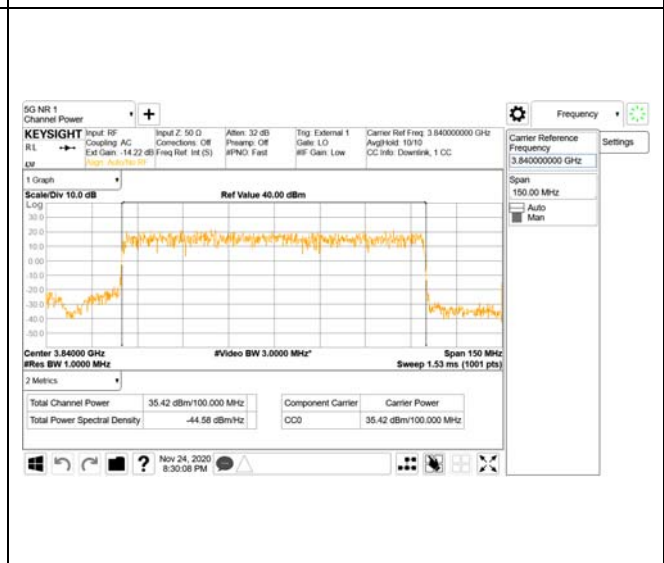 5G NR 1
Channel Power
Frequency
KEYSIGHT
Input: RF
Coupling: AC
Ext Gain: -14.22 dB
Align: Auto/No RF
Input Z: 50 Ω
Corrections: Off
Freq Ref: Int (S)
Atten: 32 dB
Preamp: Off
#PNO: Fast
Trig: External 1
Gate: LO
#IF Gain: Low
Carrier Ref Freq: 3.840000000 GHz
Avg|Hold: 10/10
CC Info: Downlink, 1 CC
Carrier Reference
Frequency
3.840000000 GHz
Settings
Span
150.00 MHz
Auto
Man
1 Graph
Scale/Div 10.0 dB
Ref Value 40.00 dBm
Log
30.0
20.0
10.0
0.00
-10.0
-20.0
-30.0
-40.0
-50.0
Center 3.84000 GHz
#Video BW 3.0000 MHz*
Span 150 MHz
#Res BW 1.0000 MHz
Sweep 1.53 ms (1001 pts)
2 Metrics
Total Channel Power 35.42 dBm/100.000 MHz
Component Carrier Carrier Power
Total Power Spectral Density -44.58 dBm/Hz
CC0 35.42 dBm/100.000 MHz
?
Nov 24, 2020
8:30:08 PM